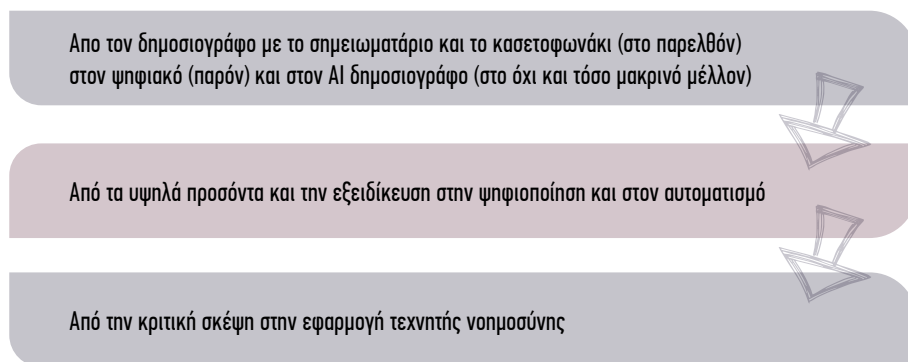 Απο τον δημοσιογράφο με το σημειωματάριο και το κασετοφωνάκι (στο παρελθόν)
στον ψηφιακό (παρόν) και στον AI δημοσιογράφο (στο όχι και τόσο μακρινό μέλλον)
Από τα υψηλά προσόντα και την εξειδίκευση στην ψηφιοποίηση και στον αυτοματισμό
Από την κριτική σκέψη στην εφαρμογή τεχνητής νοημοσύνης